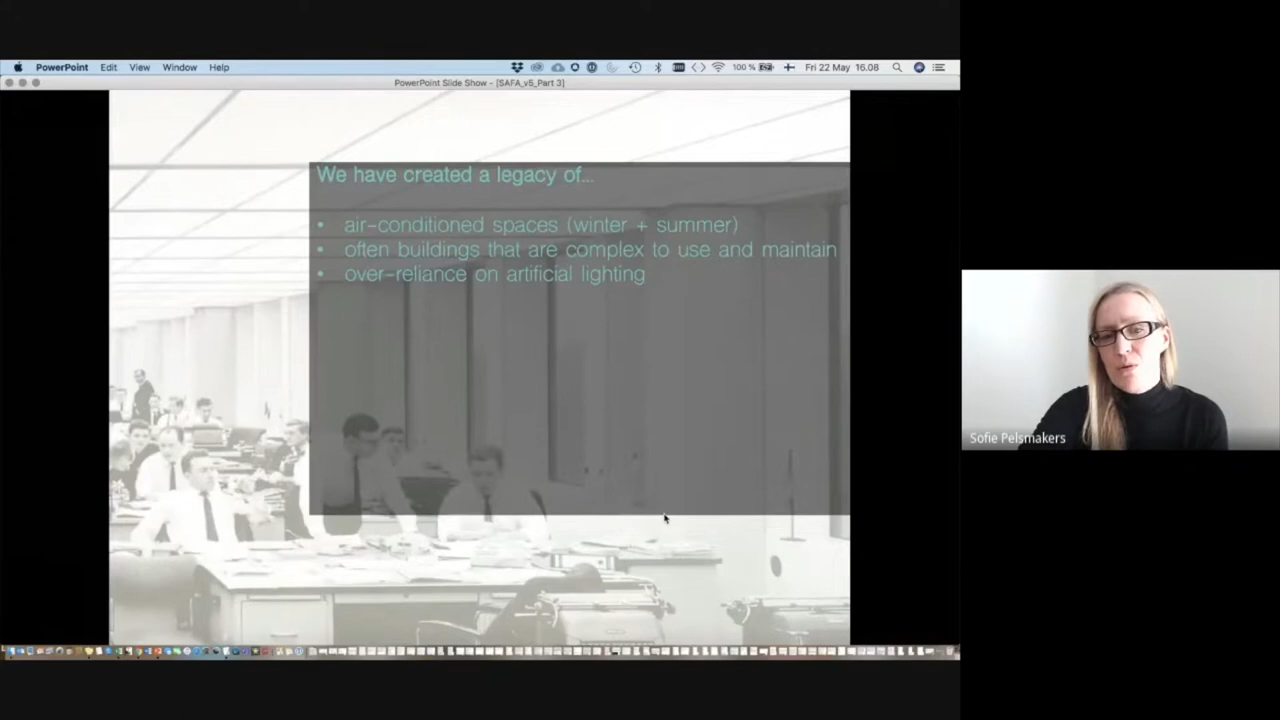 PowerPoint Edit View Window Help 100 % Fri 22 May 16.08
PowerPoint Slide Show - [SAFA_v5_Part 3]
We have created a legacy of...
• air-conditioned spaces (winter + summer)
• often buildings that are complex to use and maintain
• over-reliance on artificial lighting
Sofie Pelsmakers